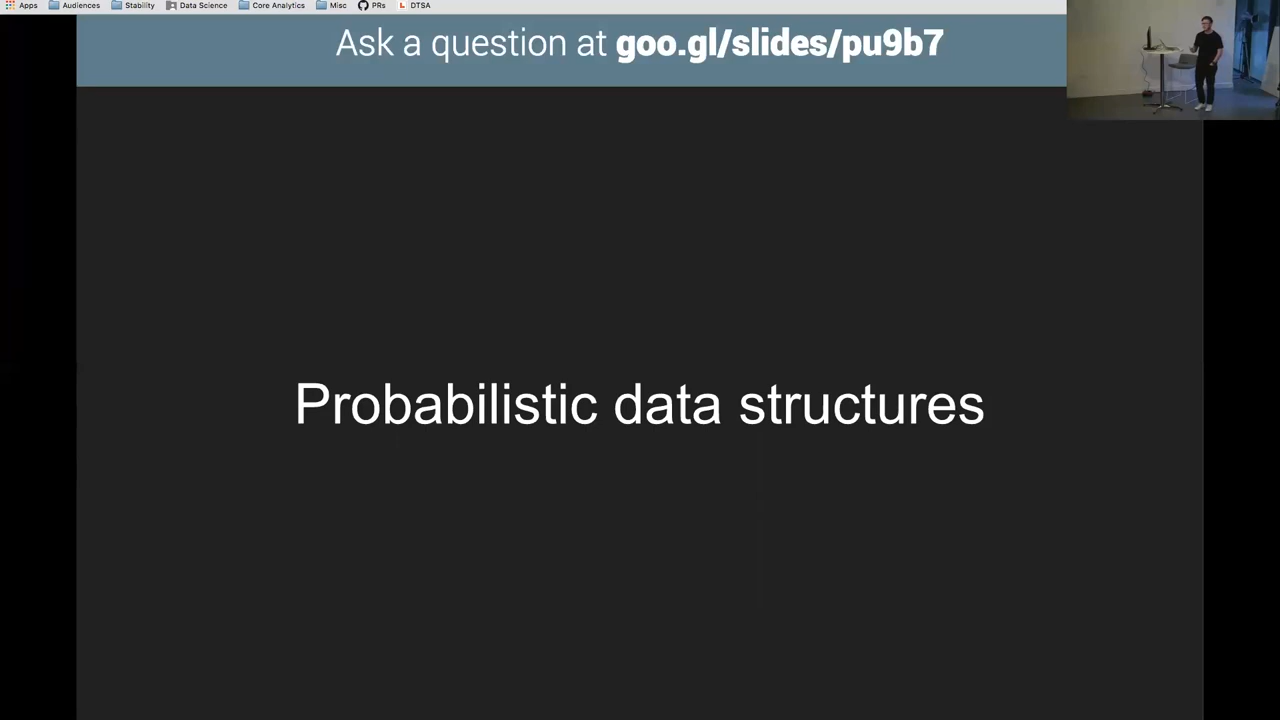 Apps Audiences Stability Data Science Core Analytics Misc PRs DTSA
Ask a question at goo.gl/slides/pu9b7
Probabilistic data structures